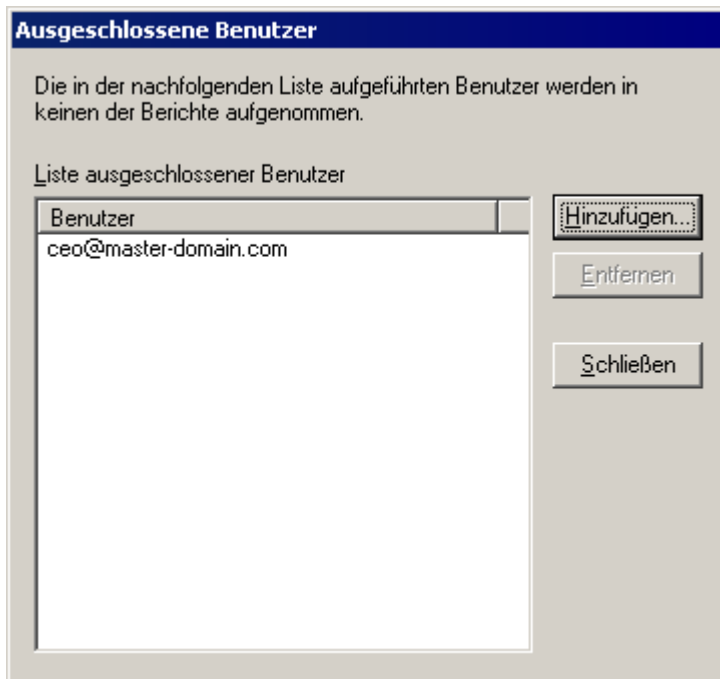 Ausgeschlossene Benutzer
Die in der nachfolgenden Liste aufgeführten Benutzer werden in
keinen der Berichte aufgenommen.
Liste ausgeschlossener Benutzer
Benutzer
Hinzufügen...
ceo@master-domain.com
Entfernen
Schließen